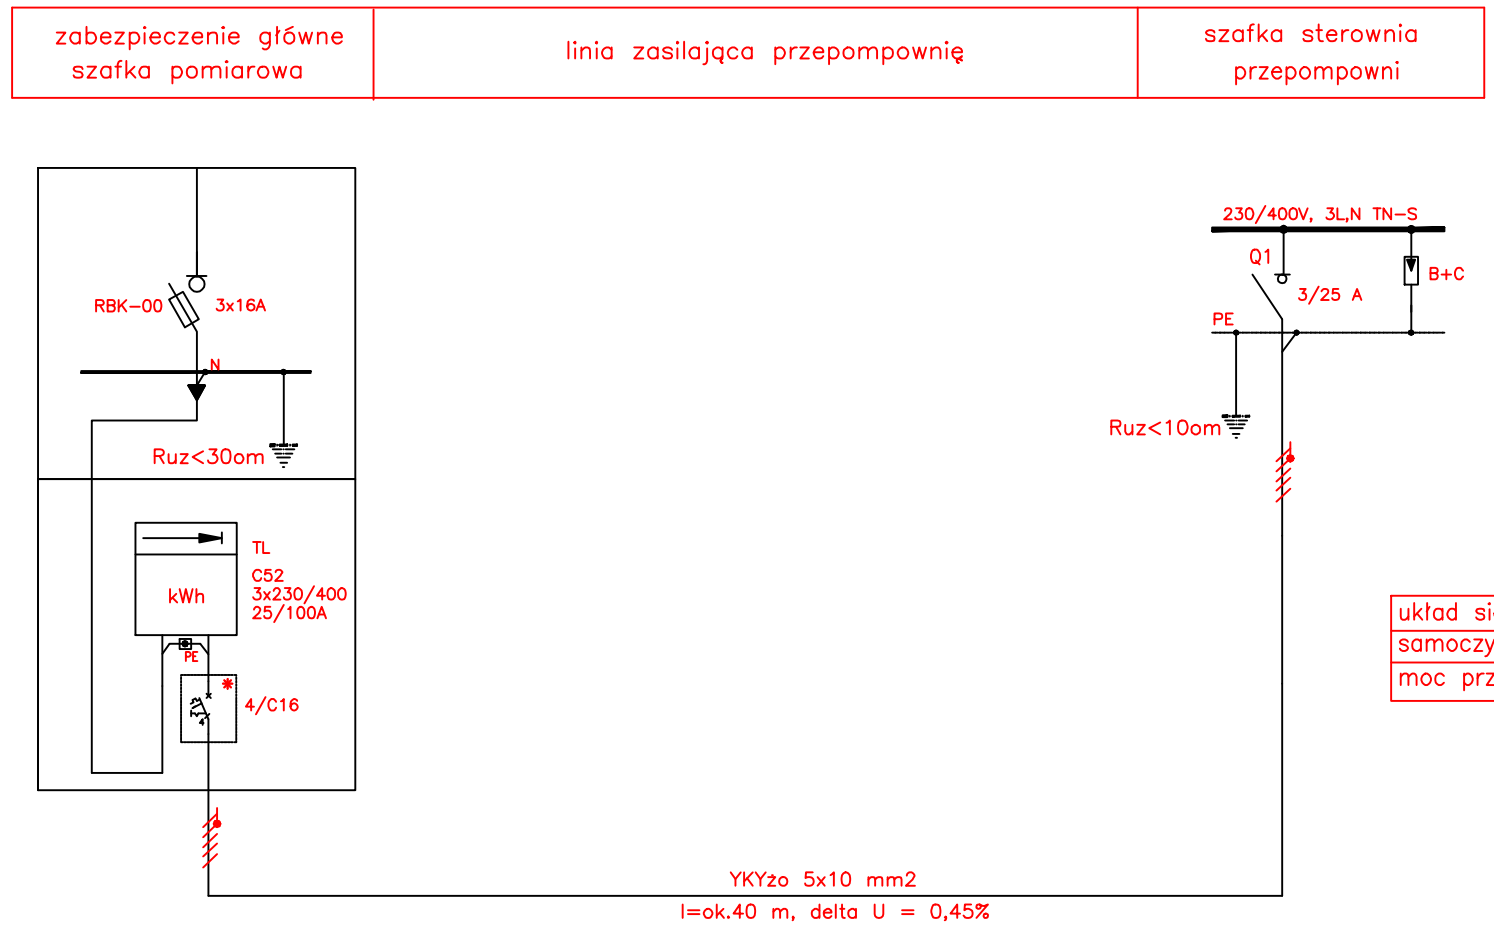 zabezpieczenie główne
szafka pomiarowa
linia zasilająca przepompownię
szafka sterownia
przepompowni
RBK-00
3x16A
N
Ruz<30om
TL
C52
3x230/400
25/100A
kWh
PE
*
4/C16
4
230/400V, 3L,N TN-S
Q1
3/25 A
B+C
PE
Ruz<10om
układ si
samoczy
moc prz
YKYżo 5x10 mm2
l=ok.40 m, delta U = 0,45%